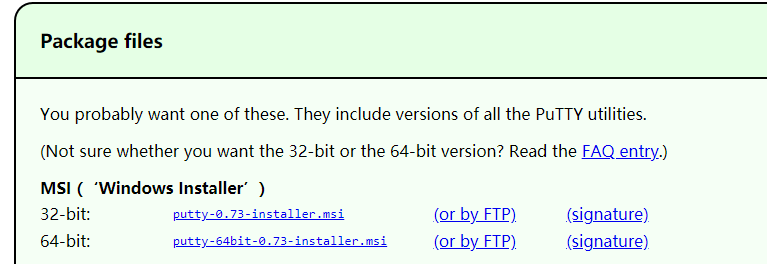 Package files
You probably want one of these. They include versions of all the PuTTY utilities.
(Not sure whether you want the 32-bit or the 64-bit version? Read the FAQ entry.)
MSI (‘Windows Installer’)
32-bit: putty-0.73-installer.msi (or by FTP) (signature)
64-bit: putty-64bit-0.73-installer.msi (or by FTP) (signature)